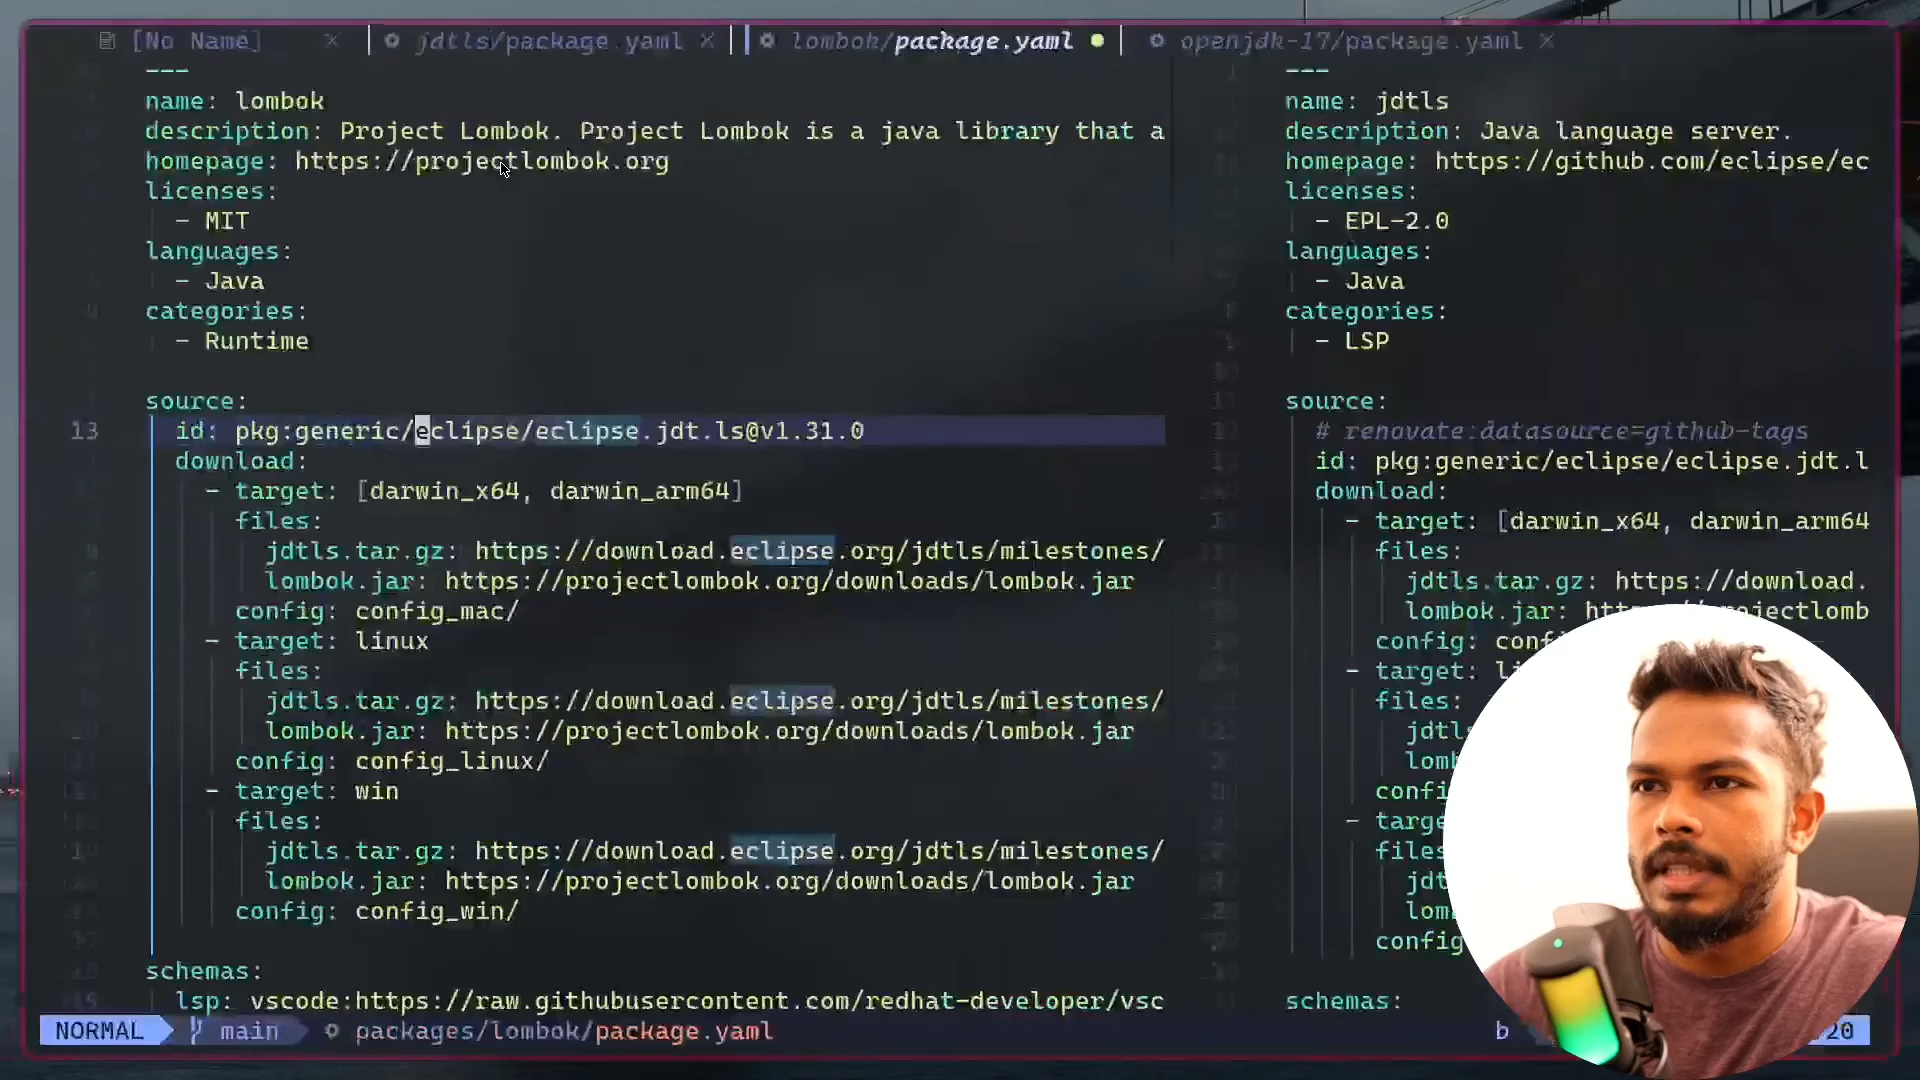 [No Name] × jdtls/package.yaml × lombok/package.yaml ● openjdk-17/package.yaml ×
---
name: lombok
description: Project Lombok. Project Lombok is a java library that a
homepage: https://projectlombok.org
licenses:
- MIT
languages:
- Java
categories:
- Runtime
source:
13 id: pkg:generic/eclipse/eclipse.jdt.ls@v1.31.0
download:
- target: [darwin_x64, darwin_arm64]
files:
jdtls.tar.gz: https://download.eclipse.org/jdtls/milestones/
lombok.jar: https://projectlombok.org/downloads/lombok.jar
config: config_mac/
- target: linux
files:
jdtls.tar.gz: https://download.eclipse.org/jdtls/milestones/
lombok.jar: https://projectlombok.org/downloads/lombok.jar
config: config_linux/
- target: win
files:
jdtls.tar.gz: https://download.eclipse.org/jdtls/milestones/
lombok.jar: https://projectlombok.org/downloads/lombok.jar
config: config_win/
schemas:
lsp: vscode:https://raw.githubusercontent.com/redhat-developer/vsc
---
name: jdtls
description: Java language server.
homepage: https://github.com/eclipse/ec
licenses:
- EPL-2.0
languages:
- Java
categories:
- LSP
source:
# renovate:datasource=github-tags
id: pkg:generic/eclipse/eclipse.jdt.l
download:
- target: [darwin_x64, darwin_arm64
files:
jdtls.tar.gz: https://download.
lombok.jar:
config:
- target:
files:
config
files
config
schemas:
NORMAL main packages/lombok/package.yaml b 20